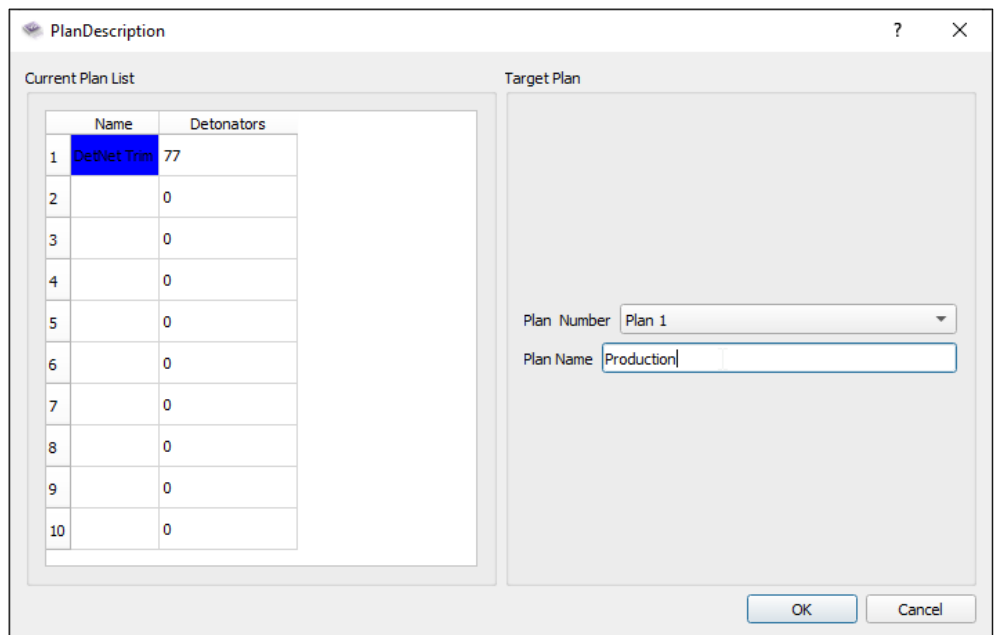 PlanDescription
?
Current Plan List
Target Plan
Name Detonators
1 DetNet Trim 77
2 0
3 0
4 0
5 0
6 0
7 0
8 0
9 0
10 0
Plan Number Plan 1
Plan Name Production
OK Cancel